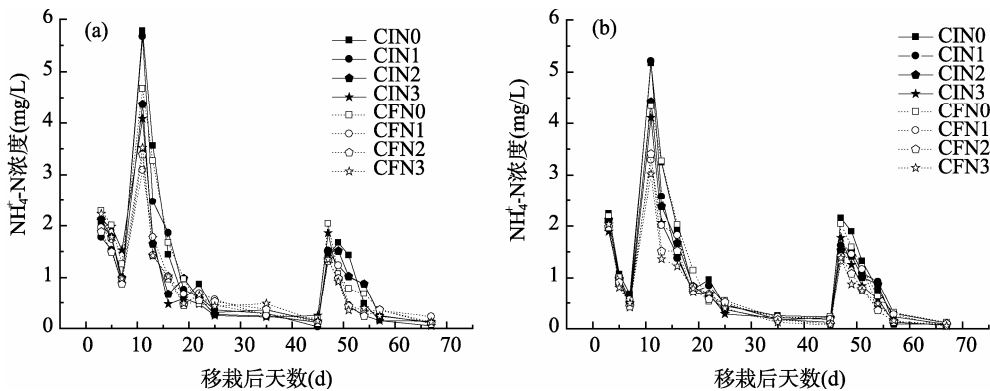 (a)
CIN0
CIN1
CIN2
CIN3
CFN0
CFN1
CFN2
CFN3
NH₄⁺-N浓度(mg/L)
6
5
4
3
2
1
0
0 10 20 30 40 50 60 70
移栽后天数(d)
(b)
CIN0
CIN1
CIN2
CIN3
CFN0
CFN1
CFN2
CFN3
NH₄⁺-N浓度(mg/L)
6
5
4
3
2
1
0
0 10 20 30 40 50 60 70
移栽后天数(d)